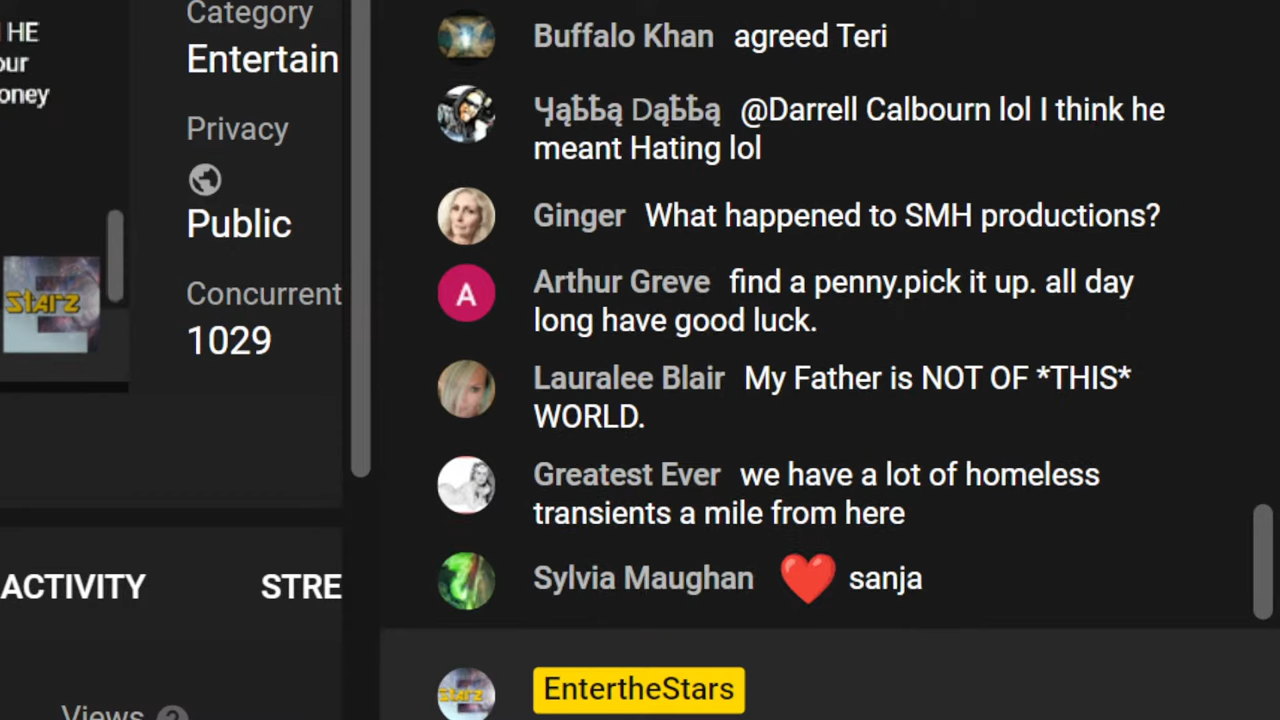 HE
our
oney
Starz
Category
Entertain
Privacy
Public
Concurrent
1029
ACTIVITY
STRE
Views ?
Buffalo Khan agreed Teri
Ꮍąţţą Ɗąţţą @Darrell Calbourn lol I think he
meant Hating lol
Ginger What happened to SMH productions?
A
Arthur Greve find a penny.pick it up. all day
long have good luck.
Lauralee Blair My Father is NOT OF *THIS*
WORLD.
Greatest Ever we have a lot of homeless
transients a mile from here
Sylvia Maughan ❤️ sanja
Starz
EntertheStars